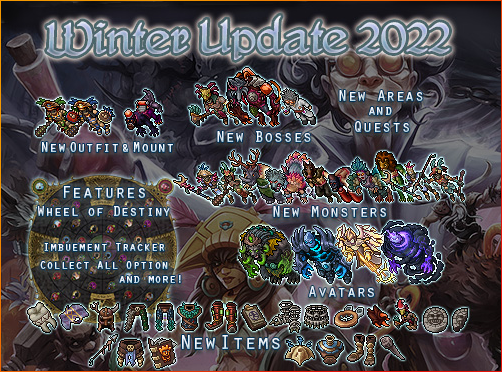 Winter Update 2022
New Areas
and
Quests
New Bosses
New Outfit & Mount
Features
Wheel of Destiny
Imbuement Tracker
Collect All Option
and more!
New Monsters
Avatars
New Items